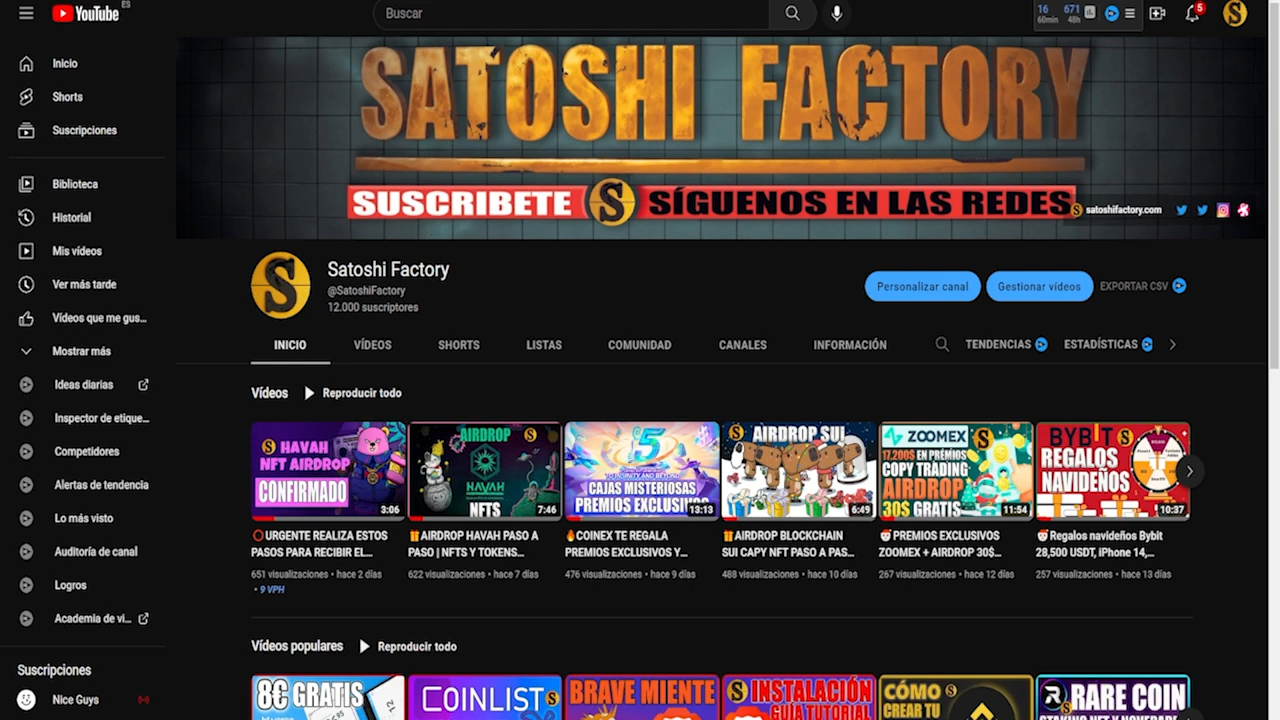 YouTube ES
Buscar
16 671
60min 48h
5
Inicio
Shorts
Suscripciones
Biblioteca
Historial
Mis vídeos
Ver más tarde
Vídeos que me gus...
Mostrar más
Ideas diarias
Inspector de etique...
Competidores
Alertas de tendencia
Lo más visto
Auditoría de canal
Logros
Academia de vi...
Suscripciones
Nice Guys
SATOSHI FACTORY
SUSCRIBETE S SÍGUENOS EN LAS REDES
satoshifactory.com
Satoshi Factory
@SatoshiFactory
12.000 suscriptores
Personalizar canal
Gestionar vídeos
EXPORTAR CSV
INICIO VÍDEOS SHORTS LISTAS COMUNIDAD CANALES INFORMACIÓN TENDENCIAS ESTADÍSTICAS
Vídeos Reproducir todo
HAVAH
NFT AIRDROP
CONFIRMADO
3:06
URGENTE REALIZA ESTOS
PASOS PARA RECIBIR EL...
651 visualizaciones • hace 2 días
• 9 VPH
AIRDROP
HAVAH
NFTS
7:46
AIRDROP HAVAH PASO A
PASO | NFTS Y TOKENS...
622 visualizaciones • hace 7 días
5
CAJAS MISTERIOSAS
PREMIOS EXCLUSIV
13:13
COINEX TE REGALA
PREMIOS EXCLUSIVOS Y...
476 visualizaciones • hace 9 días
AIRDROP SUI
6:49
AIRDROP BLOCKCHAIN
SUI CAPY NFT PASO A PAS...
488 visualizaciones • hace 10 días
ZOOMEX
17.200$ EN PRÉMIOS
COPY TRADING
AIRDROP
30$ GRATIS
11:54
PREMIOS EXCLUSIVOS
ZOOMEX + AIRDROP 30$...
267 visualizaciones • hace 12 días
BYBIT
REGALOS
NAVIDEÑOS
10:37
Regalos navideños Bybit
28,500 USDT, iPhone 14,...
257 visualizaciones • hace 13 días
Vídeos populares Reproducir todo
8€ GRATIS
COINLIST
BRAVE MIENTE
INSTALACIÓN
GUÍA TUTORIAL
CÓMO
CREAR TU
RARE COIN